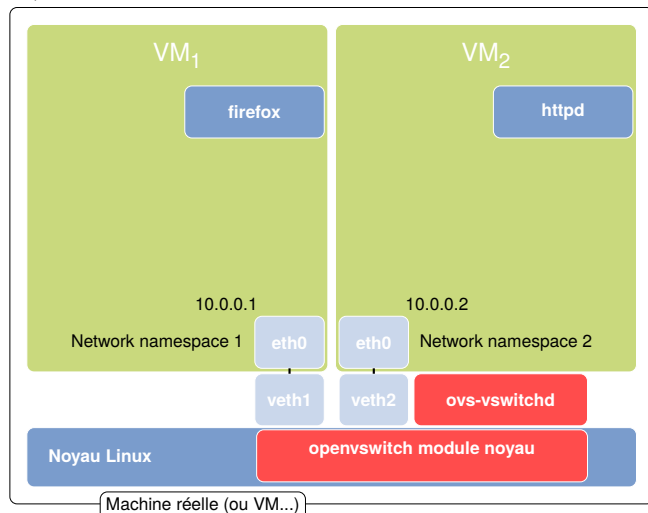 VM1
VM2
firefox
httpd
10.0.0.1
10.0.0.2
Network namespace 1
eth0
eth0
Network namespace 2
veth1
veth2
ovs-vswitchd
Noyau Linux
openvswitch module noyau
Machine réelle (ou VM...)